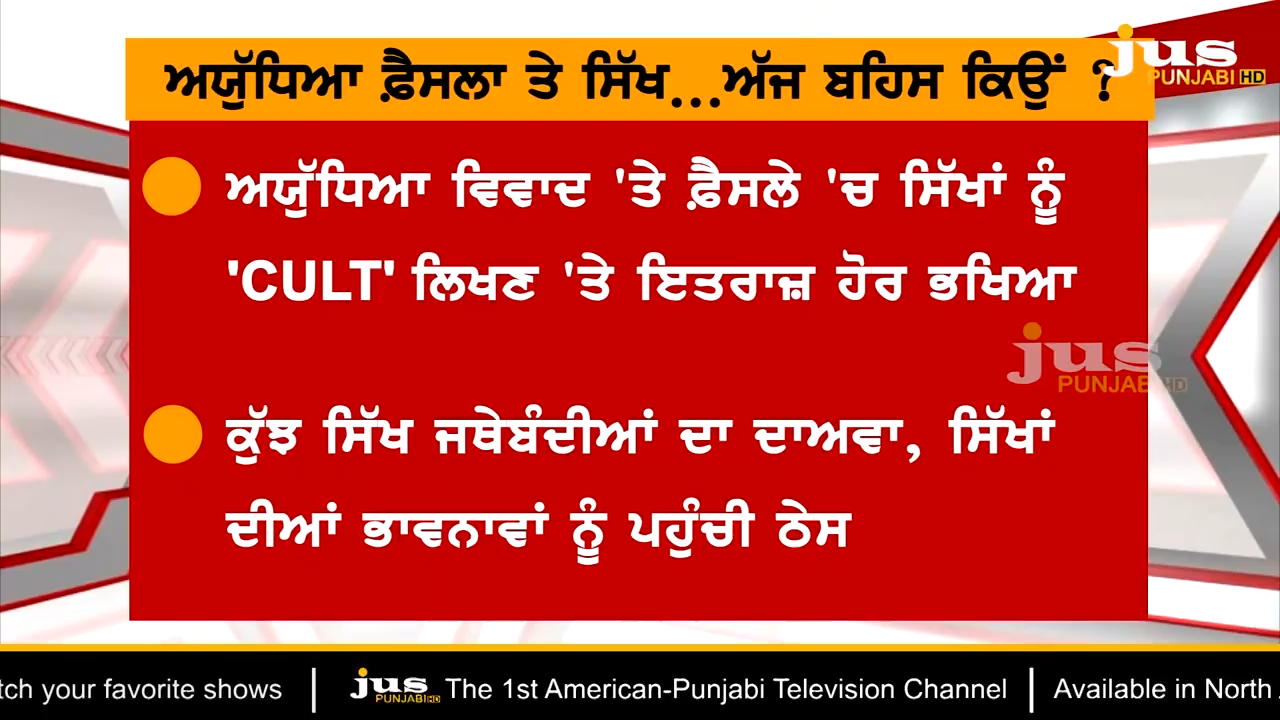 ਅਯੁੱਧਿਆ ਫ਼ੈਸਲਾ ਤੇ ਸਿੱਖ...ਅੱਜ ਬਹਿਸ ਕਿਉਂ ?
jus
PUNJABI HD
ਅਯੁੱਧਿਆ ਵਿਵਾਦ 'ਤੇ ਫ਼ੈਸਲੇ 'ਚ ਸਿੱਖਾਂ ਨੂੰ
'CULT' ਲਿਖਣ 'ਤੇ ਇਤਰਾਜ਼ ਹੋਰ ਭਖਿਆ
jus
PUNJABI HD
ਕੁੱਝ ਸਿੱਖ ਜਥੇਬੰਦੀਆਂ ਦਾ ਦਾਅਵਾ, ਸਿੱਖਾਂ
ਦੀਆਂ ਭਾਵਨਾਵਾਂ ਨੂੰ ਪਹੁੰਚੀ ਠੇਸ
tch your favorite shows | jus PUNJABI HD The 1st American-Punjabi Television Channel | Available in North